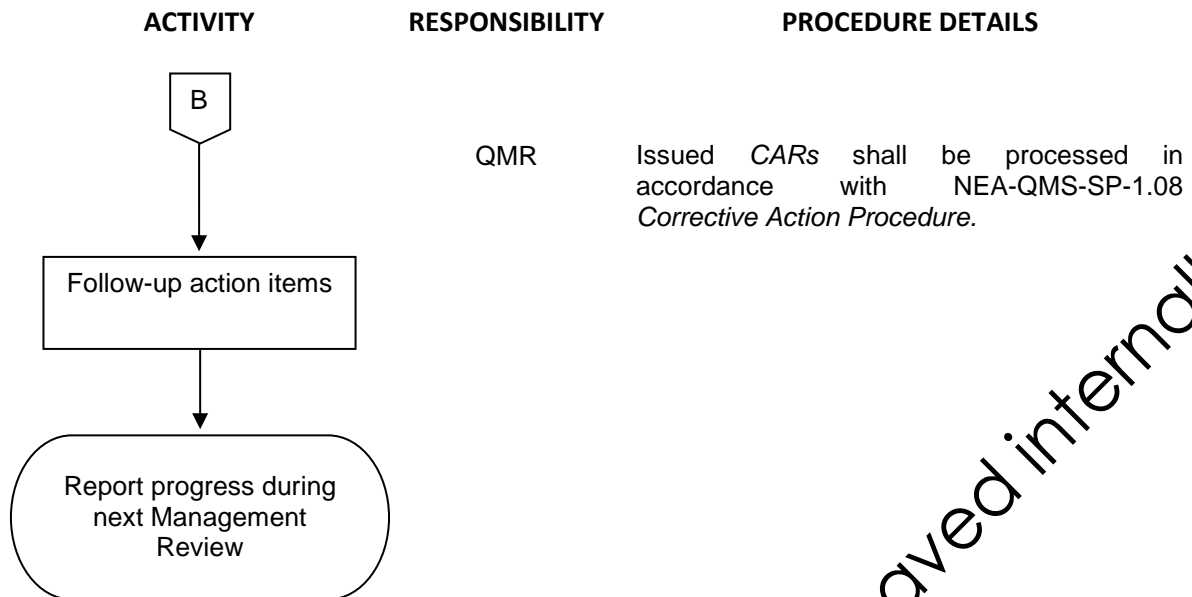 ACTIVITY RESPONSIBILITY PROCEDURE DETAILS
B
QMR
Issued CARs shall be processed in
accordance with NEA-QMS-SP-1.08
Corrective Action Procedure.
Follow-up action items
Report progress during
next Management
Review